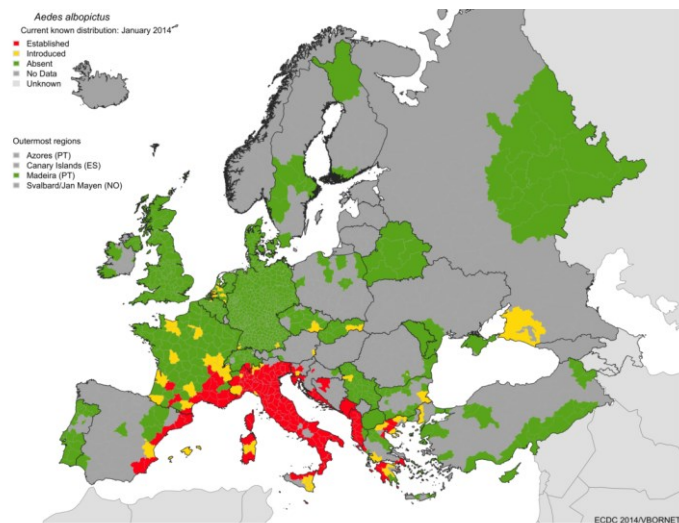 Aedes albopictus
Current known distribution: January 2014
Established
Introduced
Absent
No Data
Unknown
Outermost regions
Azores (PT)
Canary Islands (ES)
Madeira (PT)
Svalbard/Jan Mayen (NO)
ECDC 2014/VBORNET